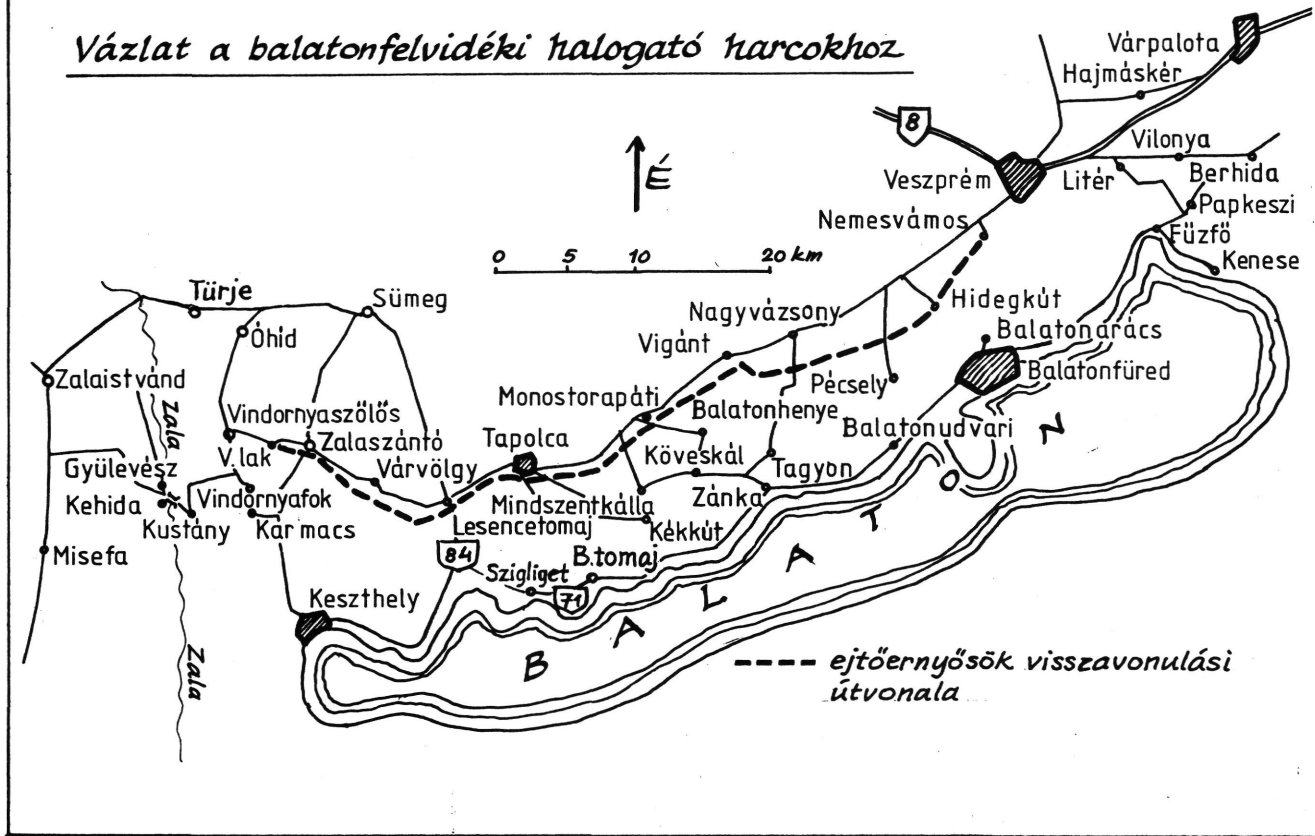 Vázlat a balatonfelvidéki halogató harcokhoz
Várpalota
Hajmáskér
8
Vilonya
É
Veszprém
Litér
Berhida
Papkeszi
Nemesvámos
Fűzfő
Kenese
0 5 10 20 km
Türje
Sümeg
Hidegkút
Nagyvázsony
Óhíd
Balatonarács
Vigánt
Zalaistvánd
Pécsely
Balatonfüred
Zala
Monostorapáti
Vindornyaszőlős
Balatonhenye
Balatonudvari
Zalaszántó
Tapolca
V.lak
Várvölgy
Köveskál
Tagyon
Gyülevész
Kehida
Vindornyafok
Mindszentkálla
Zánka
Kustány
Karmacs
Lesencetomaj
Kékkút
Misefa
84
B.tomaj
Szigliget
71
Keszthely
Zala
BALATON
ejtőernyősök visszavonulási
útvonala